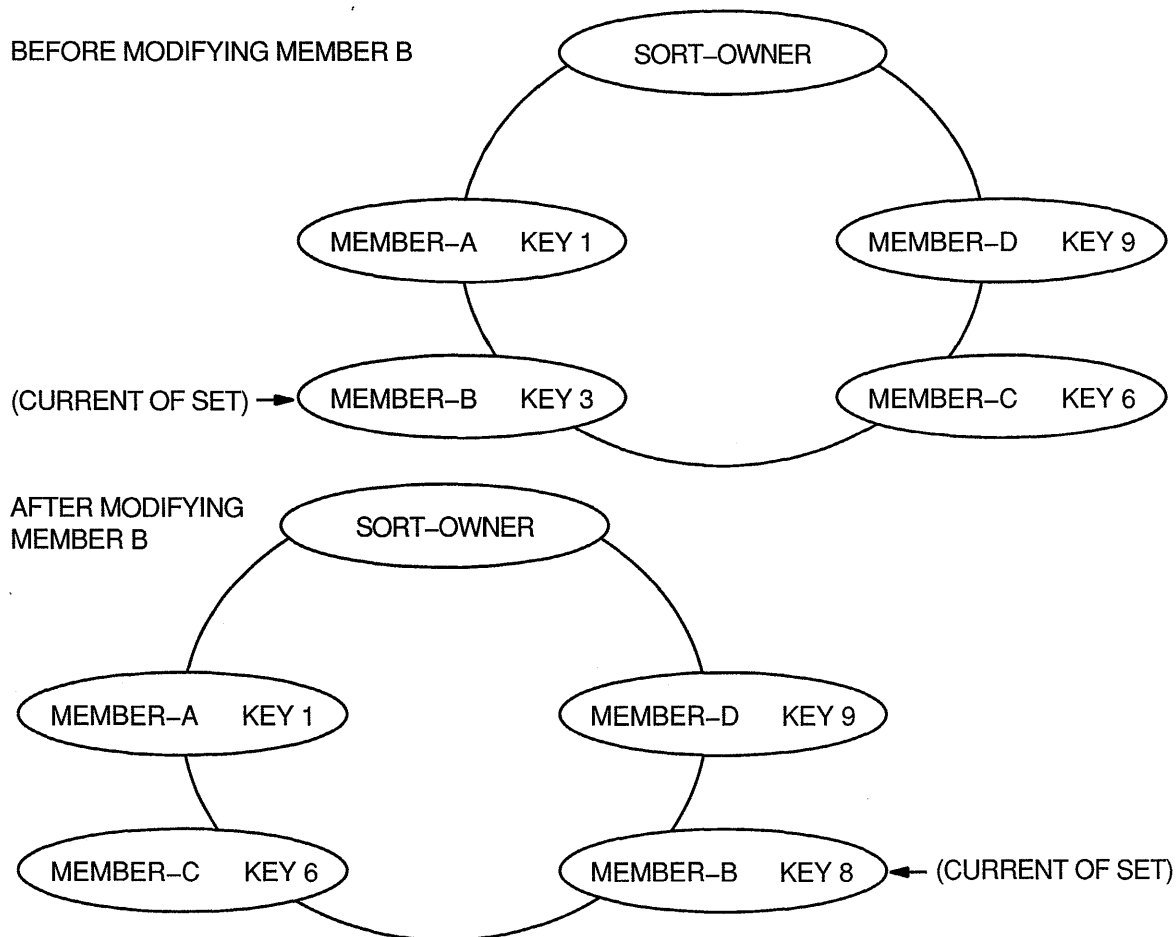 BEFORE MODIFYING MEMBER B
SORT–OWNER
MEMBER–A KEY 1
MEMBER–D KEY 9
(CURRENT OF SET)
MEMBER–B KEY 3
MEMBER–C KEY 6
AFTER MODIFYING
MEMBER B
SORT–OWNER
MEMBER–A KEY 1
MEMBER–D KEY 9
MEMBER–C KEY 6
MEMBER–B KEY 8
(CURRENT OF SET)